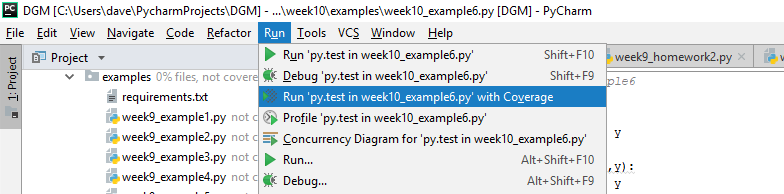 PC DGM [C:\Users\dave\PycharmProjects\DGM] - ...\week10\examples\week10_example6.py [DGM] - PyCharm
File Edit View Navigate Code Refactor Run Tools VCS Window Help
1: Project
Project
examples 0% files, not cove
requirements.txt
week9_example1.py not c
week9_example2.py not c
week9_example3.py not c
week9_example4.py not c
Run 'py.test in week10_example6.py' Shift+F10
Debug 'py.test in week10_example6.py' Shift+F9
Run 'py.test in week10_example6.py' with Coverage
Profile 'py.test in week10_example6.py'
Concurrency Diagram for 'py.test in week10_example6.py'
Run... Alt+Shift+F10
Debug... Alt+Shift+F9
week9_homework2.py
ple6
y
,y):
y